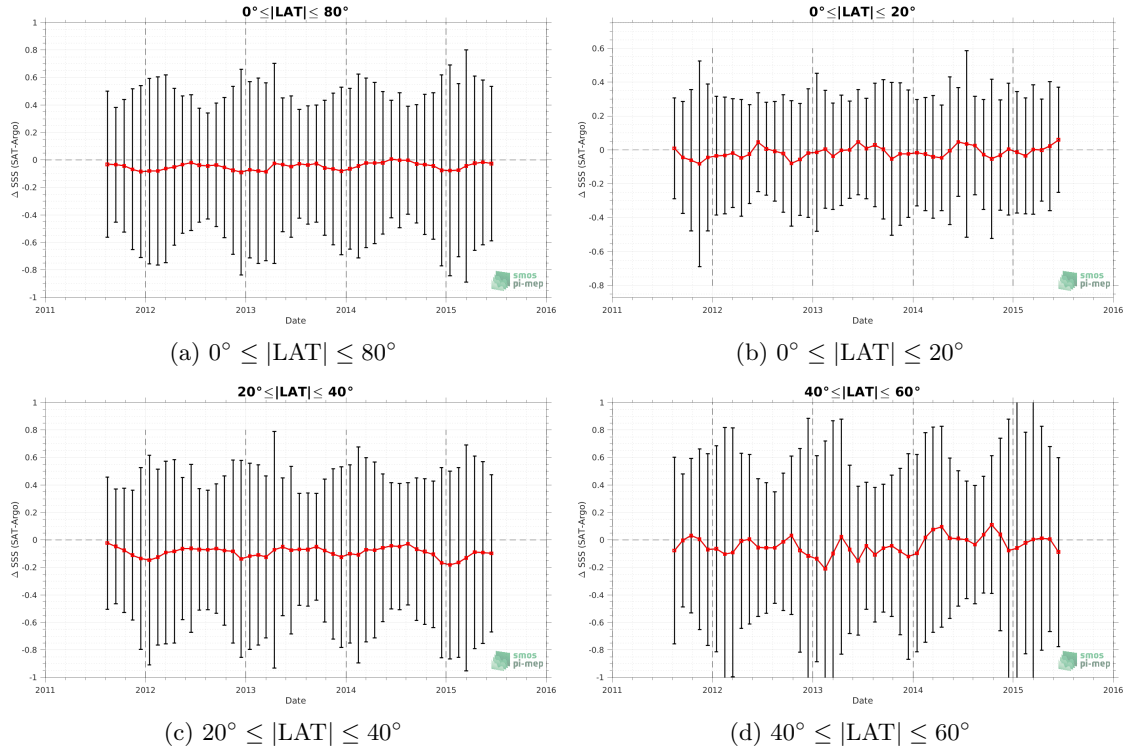 0°≤|LAT|≤ 80°
1
0.8
0.6
0.4
0.2
0
-0.2
-0.4
-0.6
-0.8
-1
Δ SSS (SAT-Argo)
2011
2012
2013
2014
2015
2016
Date
smos
pi-mep
(a) 0° ≤ |LAT| ≤ 80°
0°≤|LAT|≤ 20°
0.6
0.4
0.2
0
-0.2
-0.4
-0.6
-0.8
Δ SSS (SAT-Argo)
2011
2012
2013
2014
2015
2016
Date
smos
pi-mep
(b) 0° ≤ |LAT| ≤ 20°
20°≤|LAT|≤ 40°
1
0.8
0.6
0.4
0.2
0
-0.2
-0.4
-0.6
-0.8
-1
Δ SSS (SAT-Argo)
2011
2012
2013
2014
2015
2016
Date
smos
pi-mep
(c) 20° ≤ |LAT| ≤ 40°
40°≤|LAT|≤ 60°
1
0.8
0.6
0.4
0.2
0
-0.2
-0.4
-0.6
-0.8
-1
Δ SSS (SAT-Argo)
2011
2012
2013
2014
2015
2016
Date
smos
pi-mep
(d) 40° ≤ |LAT| ≤ 60°